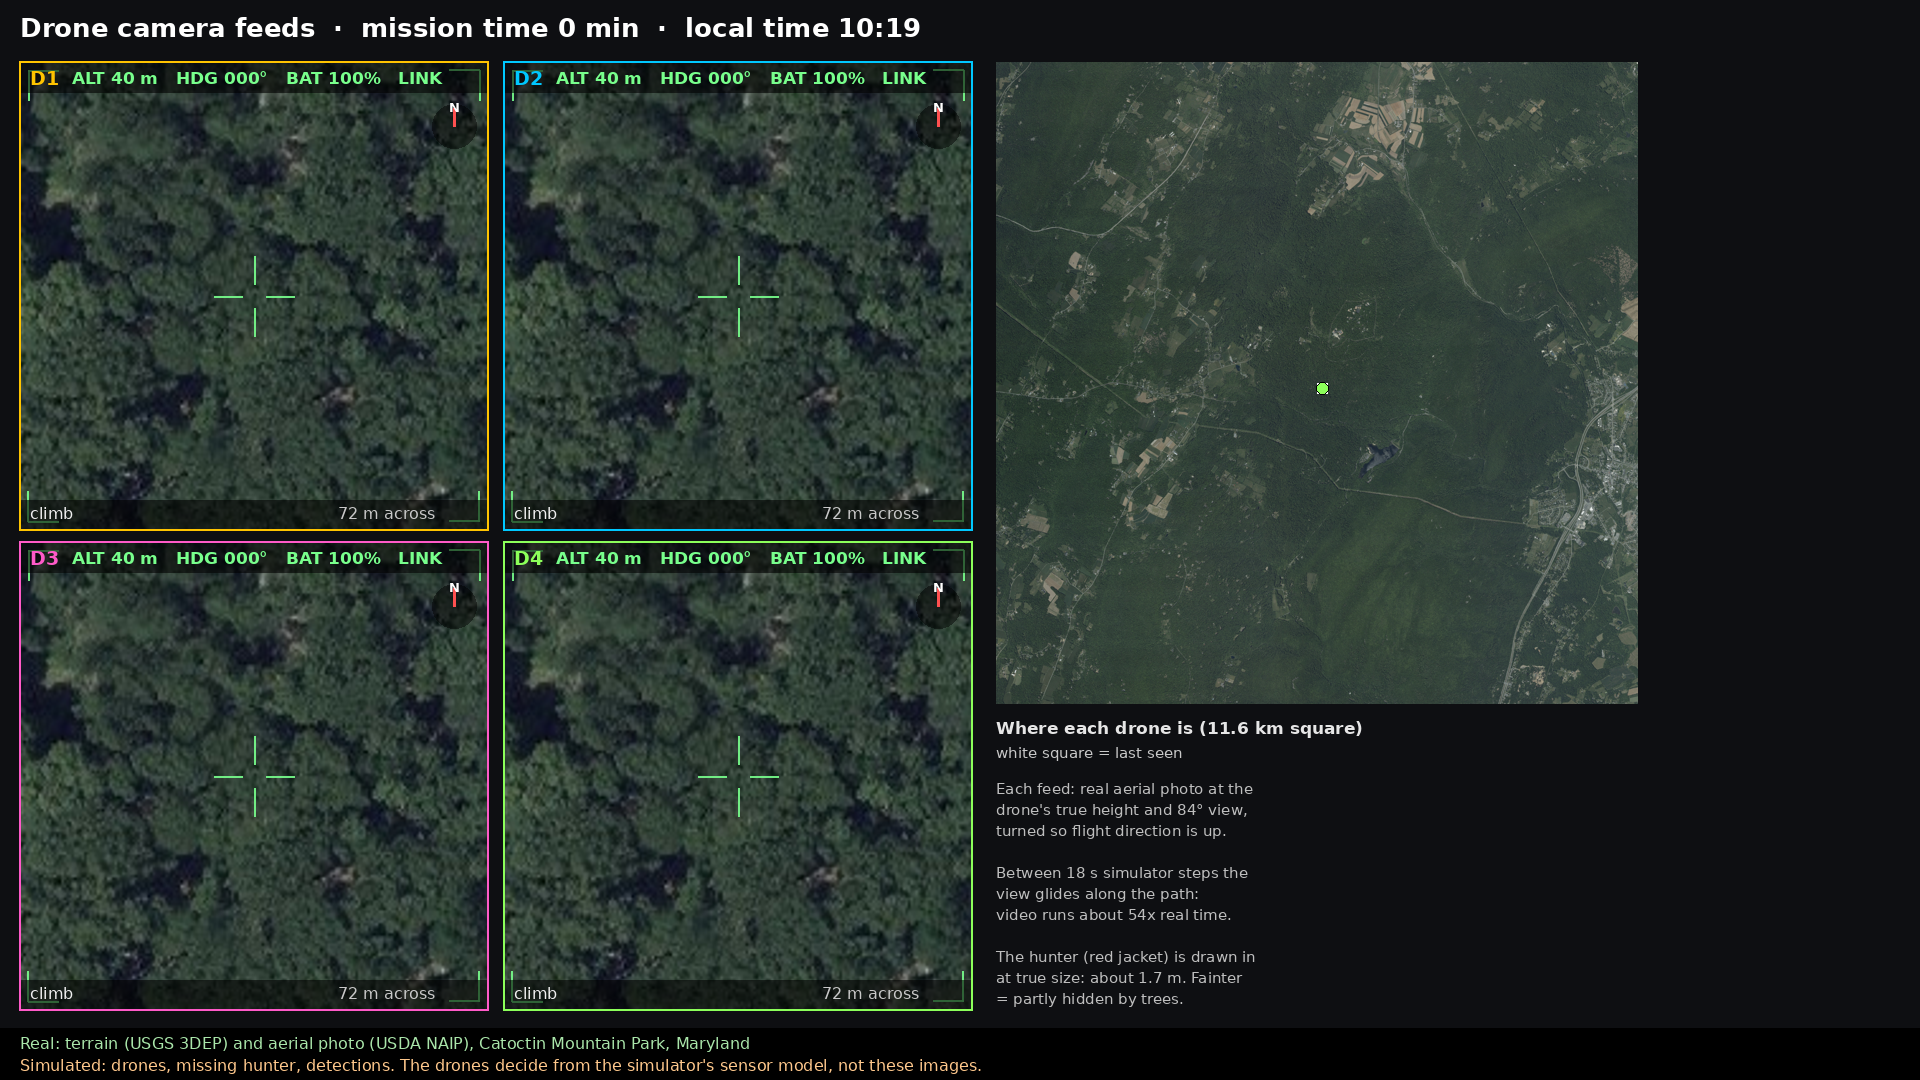 Drone camera feeds · mission time 0 min · local time 10:19
D1 ALT 40 m HDG 000° BAT 100% LINK
N
climb 72 m across
D2 ALT 40 m HDG 000° BAT 100% LINK
N
climb 72 m across
D3 ALT 40 m HDG 000° BAT 100% LINK
N
climb 72 m across
D4 ALT 40 m HDG 000° BAT 100% LINK
N
climb 72 m across
Where each drone is (11.6 km square)
white square = last seen
Each feed: real aerial photo at the
drone's true height and 84° view,
turned so flight direction is up.
Between 18 s simulator steps the
view glides along the path:
video runs about 54x real time.
The hunter (red jacket) is drawn in
at true size: about 1.7 m. Fainter
= partly hidden by trees.
Real: terrain (USGS 3DEP) and aerial photo (USDA NAIP), Catoctin Mountain Park, Maryland
Simulated: drones, missing hunter, detections. The drones decide from the simulator's sensor model, not these images.